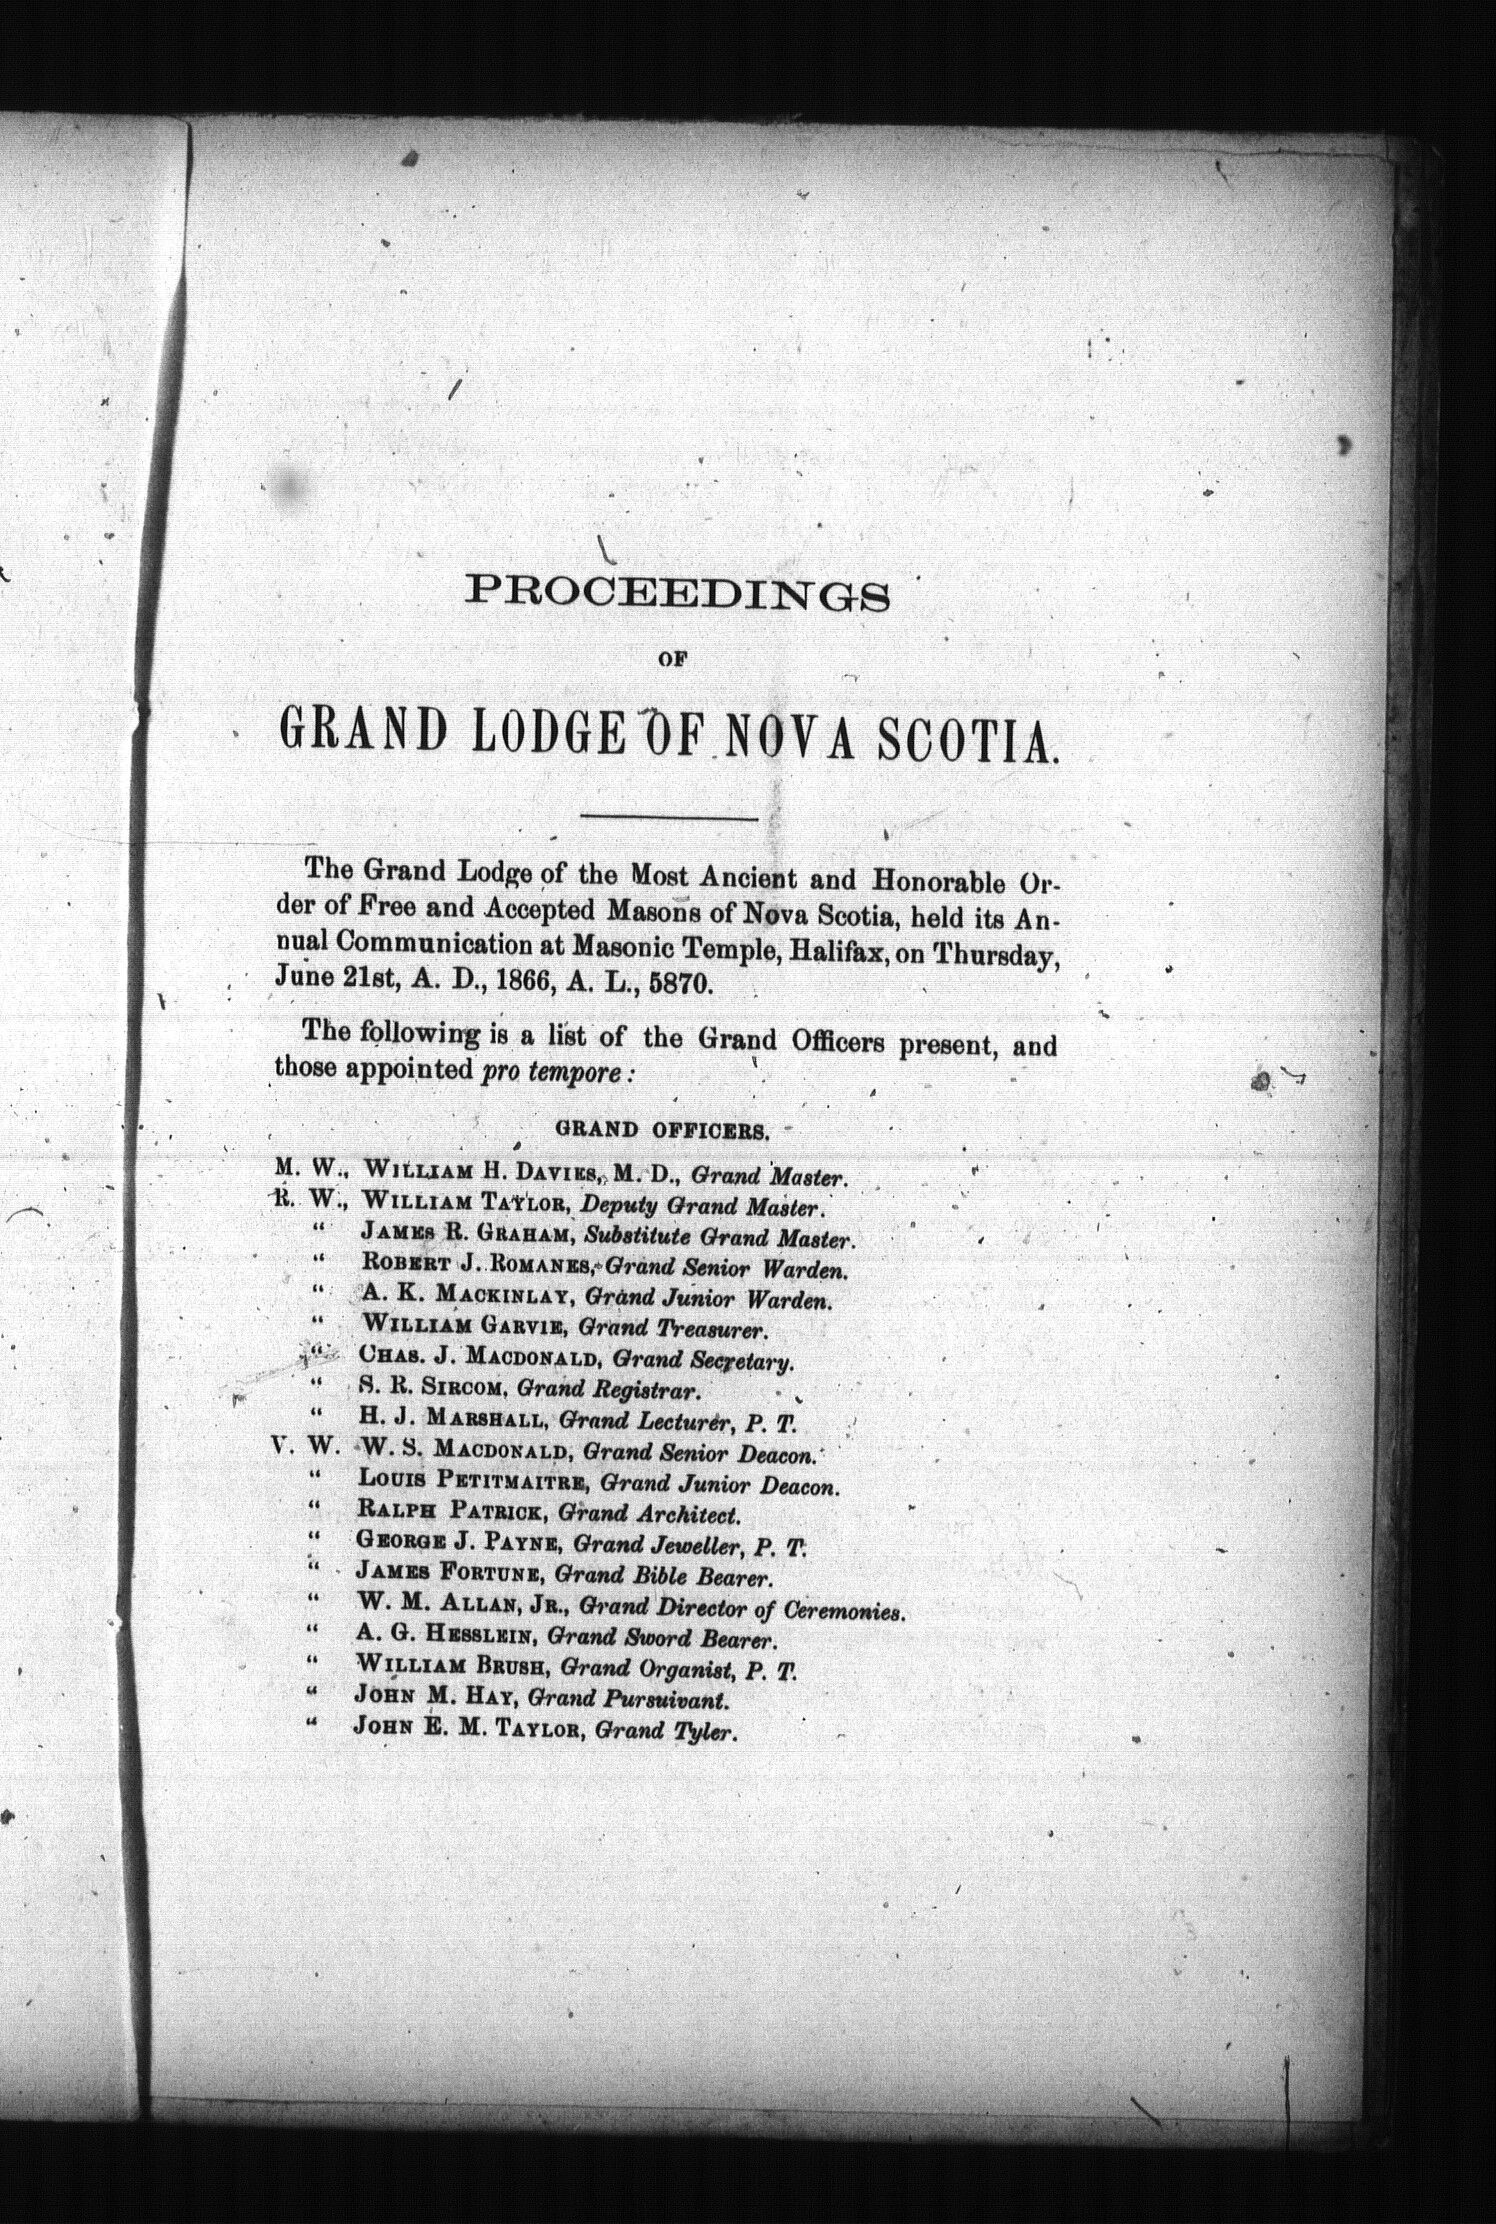 PROCEEDINGS
OF
GRAND LODGE OF NOVA SCOTIA.
The Grand Lodge of the Most Ancient and Honorable Or-
der of Free and Accepted Masons of Nova Scotia, held its An-
nual Communication at Masonic Temple, Halifax, on Thursday,
June 21st, A. D., 1866, A. L., 5870.
The following is a list of the Grand Officers present, and
those appointed pro tempore:
GRAND OFFICERS.
M. W., WILLIAM H. DAVIES, M. D., Grand Master.
R. W., WILLIAM TAYLOR, Deputy Grand Master.
“ JAMES R. GRAHAM, Substitute Grand Master.
“ ROBERT J. ROMANES, Grand Senior Warden.
“ A. K. MACKINLAY, Grand Junior Warden.
“ WILLIAM GARVIE, Grand Treasurer.
“ CHAS. J. MACDONALD, Grand Secretary.
“ S. R. SIRCOM, Grand Registrar.
“ H. J. MARSHALL, Grand Lecturer, P. T.
V. W. W. S. MACDONALD, Grand Senior Deacon.
“ LOUIS PETITMAITRE, Grand Junior Deacon.
“ RALPH PATRICK, Grand Architect.
“ GEORGE J. PAYNE, Grand Jeweller, P. T.
“ JAMES FORTUNE, Grand Bible Bearer.
“ W. M. ALLAN, JR., Grand Director of Ceremonies.
“ A. G. HESSLEIN, Grand Sword Bearer.
“ WILLIAM BRUSH, Grand Organist, P. T.
“ JOHN M. HAY, Grand Pursuivant.
“ JOHN E. M. TAYLOR, Grand Tyler.